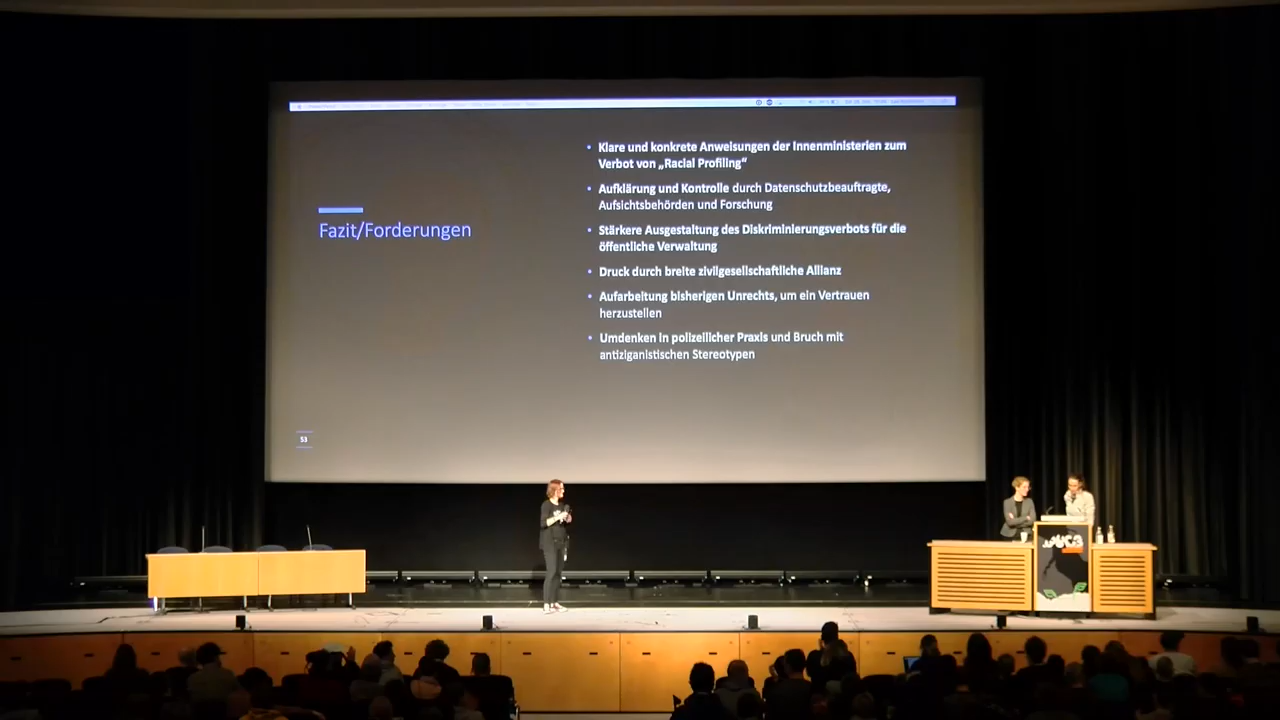 Fazit/Forderungen
• Klare und konkrete Anweisungen der Innenministerien zum
Verbot von „Racial Profiling“
• Aufklärung und Kontrolle durch Datenschutzbeauftragte,
Aufsichtsbehörden und Forschung
• Stärkere Ausgestaltung des Diskriminierungsverbots für die
öffentliche Verwaltung
• Druck durch breite zivilgesellschaftliche Allianz
• Aufarbeitung bisherigen Unrechts, um ein Vertrauen
herzustellen
• Umdenken in polizeilicher Praxis und Bruch mit
antiziganistischen Stereotypen
53